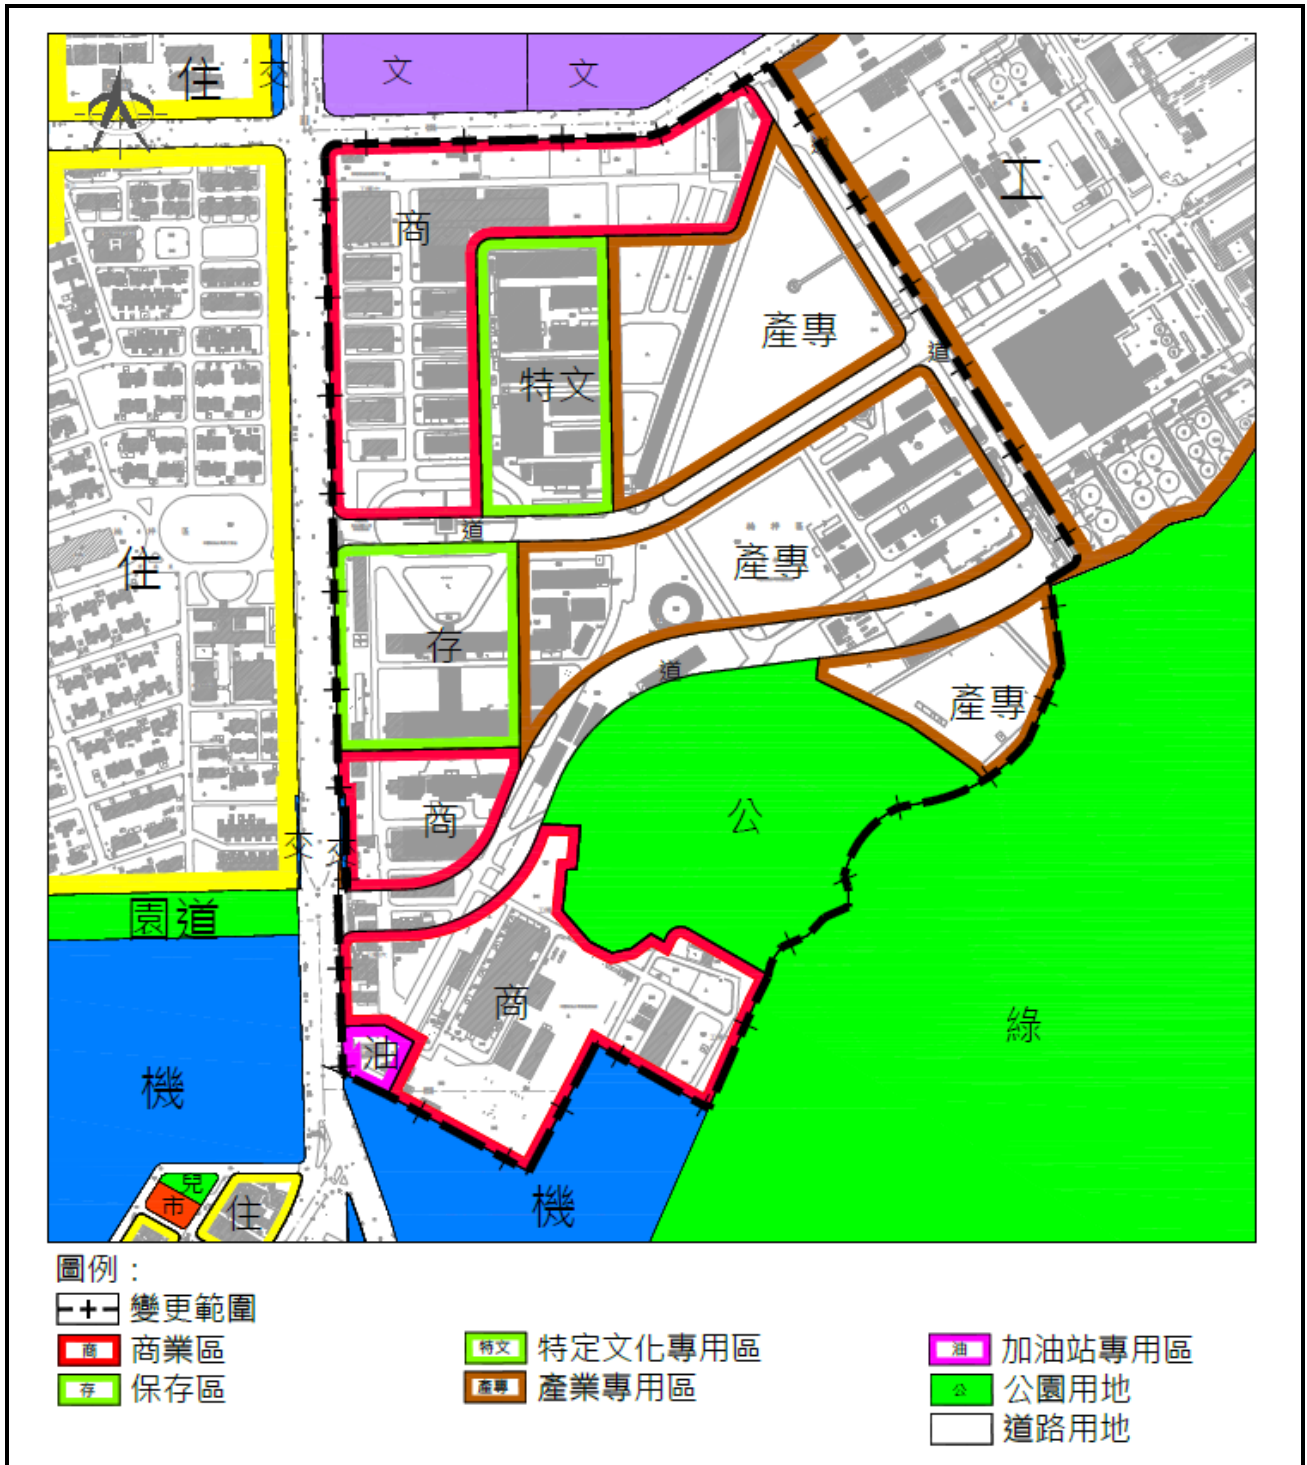 住
交
文
文
道
工
商
產專
道
特文
道
住
產專
存
道
產專
商
公
交
交
園道
商
綠
油
機
兒
市
住
機
圖例：
變更範圍
商 商業區
特文 特定文化專用區
油 加油站專用區
存 保存區
產專 產業專用區
公 公園用地
道路用地